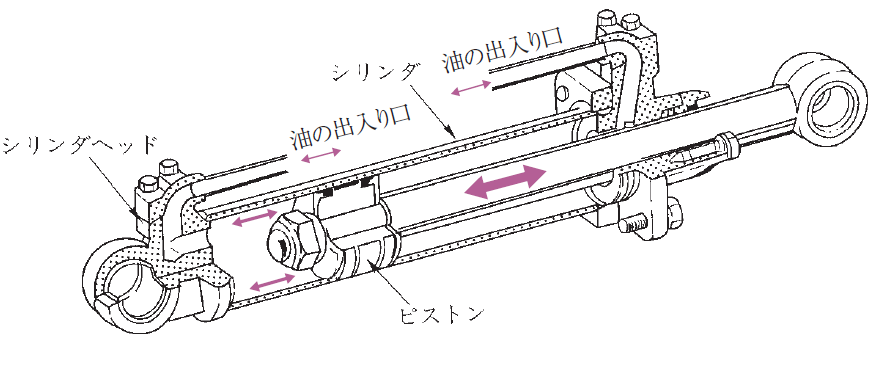 油の出入り口
シリンダ
油の出入り口
シリンダヘッド
ピストン